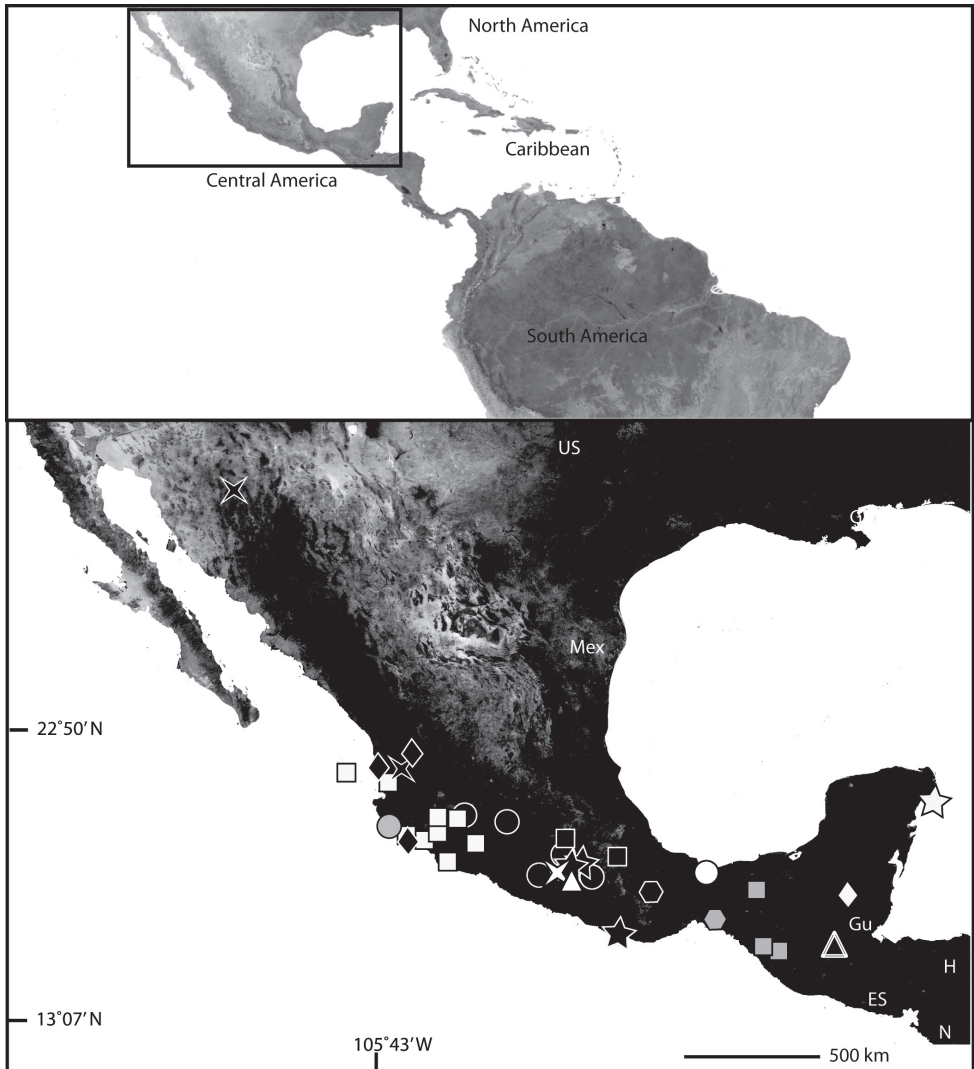 North America
Caribbean
Central America
South America
US
Mex
22˚50′ N
Gu
H
ES
13˚07′ N
N
105˚43′ W
500 km